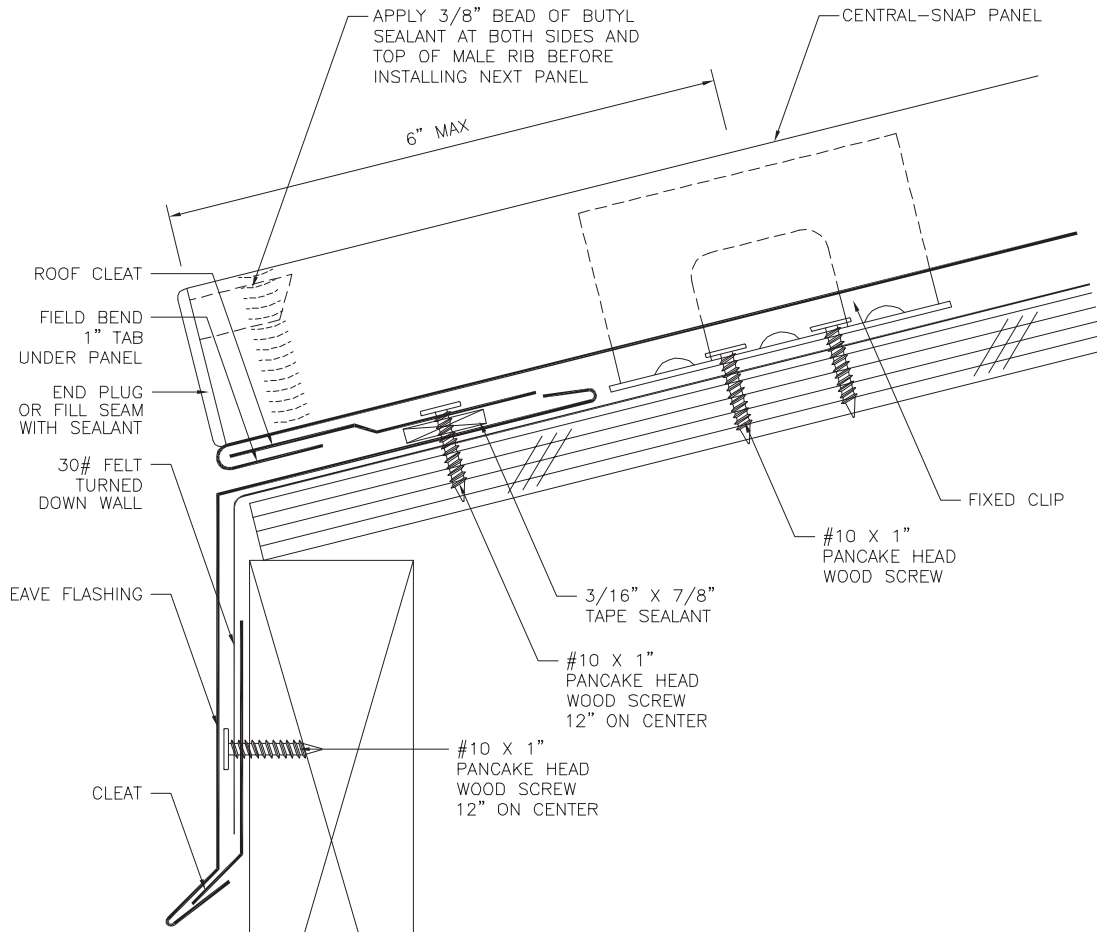 APPLY 3/8” BEAD OF BUTYL
SEALANT AT BOTH SIDES AND
TOP OF MALE RIB BEFORE
INSTALLING NEXT PANEL
CENTRAL-SNAP PANEL
6” MAX
ROOF CLEAT
FIELD BEND
1” TAB
UNDER PANEL
END PLUG
OR FILL SEAM
WITH SEALANT
30# FELT
TURNED
DOWN WALL
FIXED CLIP
#10 X 1”
PANCAKE HEAD
WOOD SCREW
EAVE FLASHING
3/16” X 7/8”
TAPE SEALANT
#10 X 1”
PANCAKE HEAD
WOOD SCREW
12” ON CENTER
#10 X 1”
PANCAKE HEAD
WOOD SCREW
12” ON CENTER
CLEAT